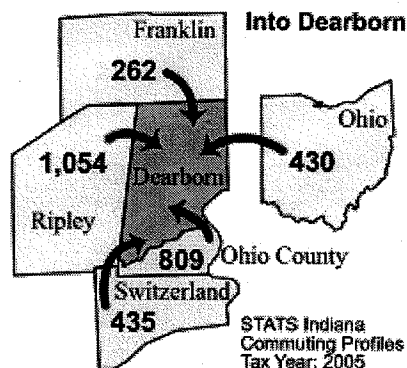 Into Dearborn
Franklin
262
Ohio
430
1,054
Dearborn
Ripley
809
Ohio County
Switzerland
435
STATS Indiana
Commuting Profiles
Tax Year: 2005